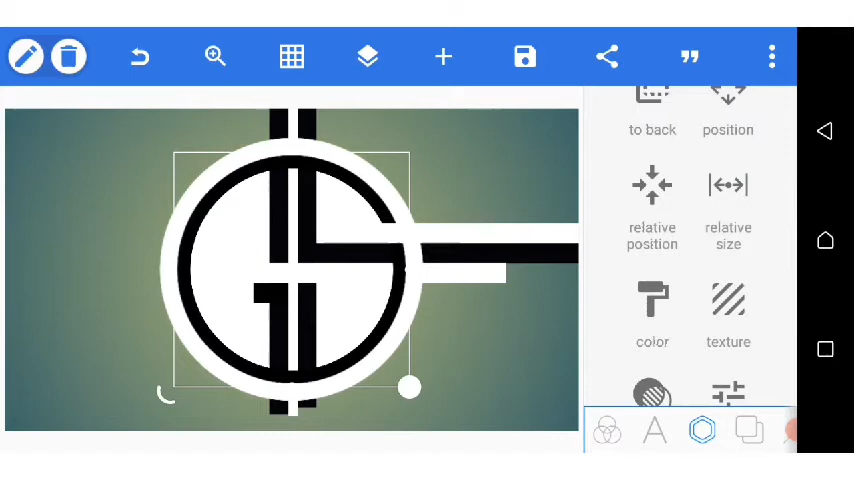 to back
position
relative position
relative size
color
texture